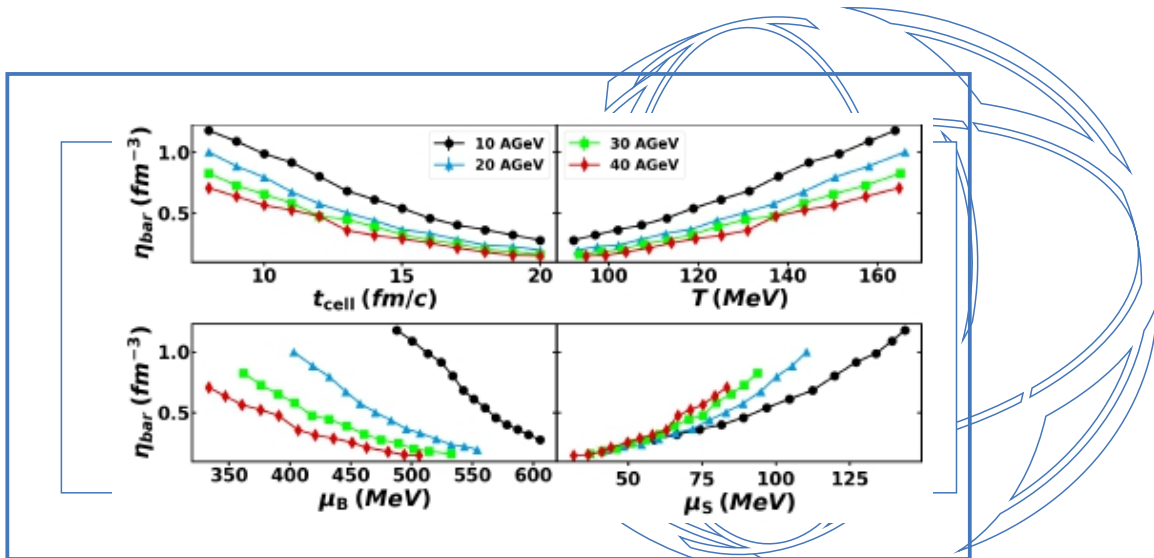 η_bar (fm⁻³)
1.0
0.5
10 AGeV
20 AGeV
30 AGeV
40 AGeV
10 15 20
t_cell (fm/c)
100 120 140 160
T (MeV)
η_bar (fm⁻³)
1.0
0.5
350 400 450 500 550 600
μ_B (MeV)
50 75 100 125
μ_S (MeV)